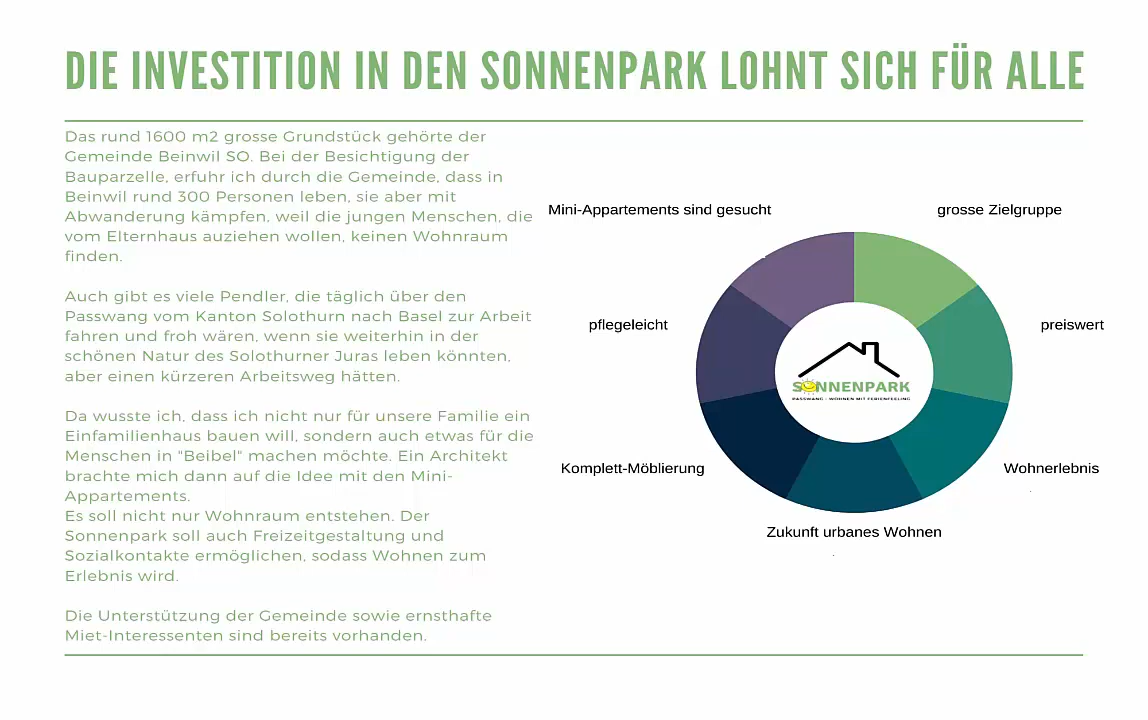 DIE INVESTITION IN DEN SONNENPARK LOHNT SICH FÜR ALLE
Das rund 1600 m2 grosse Grundstück gehörte der
Gemeinde Beinwil SO. Bei der Besichtigung der
Bauparzelle, erfuhr ich durch die Gemeinde, dass in
Beinwil rund 300 Personen leben, sie aber mit
Abwanderung kämpfen, weil die jungen Menschen, die
vom Elternhaus auziehen wollen, keinen Wohnraum
finden.
Auch gibt es viele Pendler, die täglich über den
Passwang vom Kanton Solothurn nach Basel zur Arbeit
fahren und froh wären, wenn sie weiterhin in der
schönen Natur des Solothurner Juras leben könnten,
aber einen kürzeren Arbeitsweg hätten.
Da wusste ich, dass ich nicht nur für unsere Familie ein
Einfamilienhaus bauen will, sondern auch etwas für die
Menschen in "Beibel" machen möchte. Ein Architekt
brachte mich dann auf die Idee mit den Mini-
Appartements.
Es soll nicht nur Wohnraum entstehen. Der
Sonnenpark soll auch Freizeitgestaltung und
Sozialkontakte ermöglichen, sodass Wohnen zum
Erlebnis wird.
Die Unterstützung der Gemeinde sowie ernsthafte
Miet-Interessenten sind bereits vorhanden.
Mini-Appartements sind gesucht
grosse Zielgruppe
pflegeleicht
preiswert
SONNENPARK
PASSWANG - WOHNEN MIT FERIENFEELING
Komplett-Möblierung
Wohnerlebnis
Zukunft urbanes Wohnen